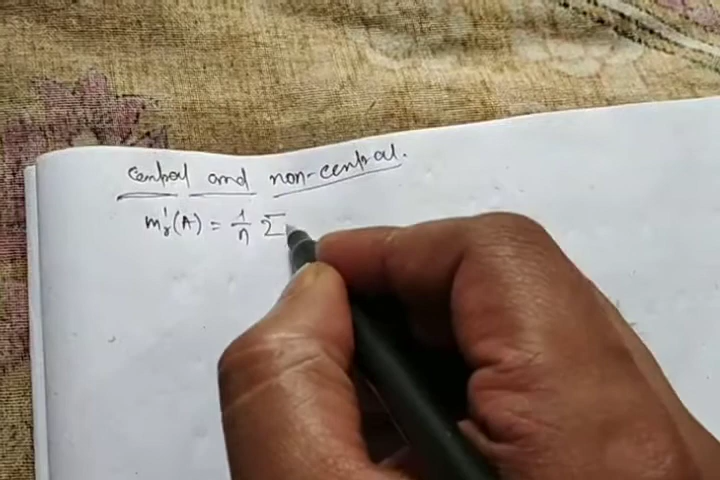 Central and non-central.
m'ᵣ(A) = 1/n Σ